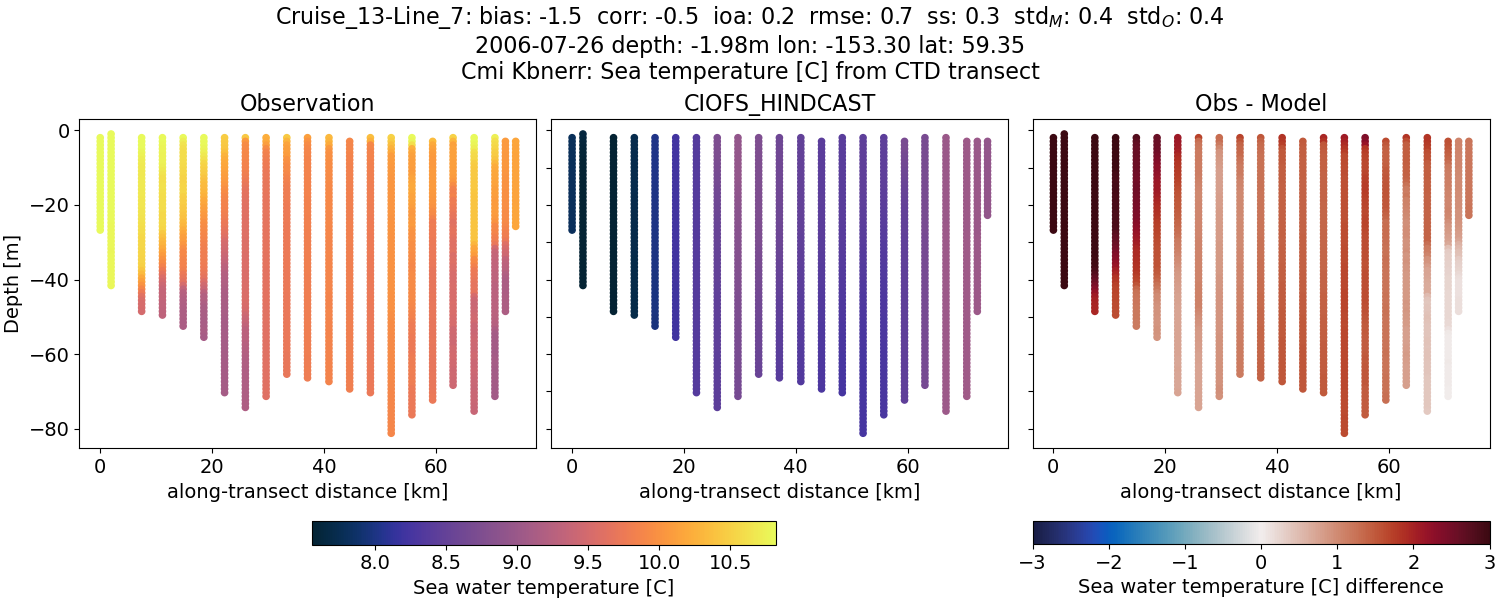 Cruise_13-Line_7: bias: -1.5  corr: -0.5  ioa: 0.2  rmse: 0.7  ss: 0.3  std_M: 0.4  std_O: 0.4
2006-07-26 depth: -1.98m lon: -153.30 lat: 59.35
Cmi Kbnerr: Sea temperature [C] from CTD transect
Observation
CIOFS_HINDCAST
Obs - Model
Depth [m]
0
−20
−40
−60
−80
0 20 40 60
0 20 40 60
0 20 40 60
along-transect distance [km]
along-transect distance [km]
along-transect distance [km]
8.0 8.5 9.0 9.5 10.0 10.5
Sea water temperature [C]
−3 −2 −1 0 1 2 3
Sea water temperature [C] difference